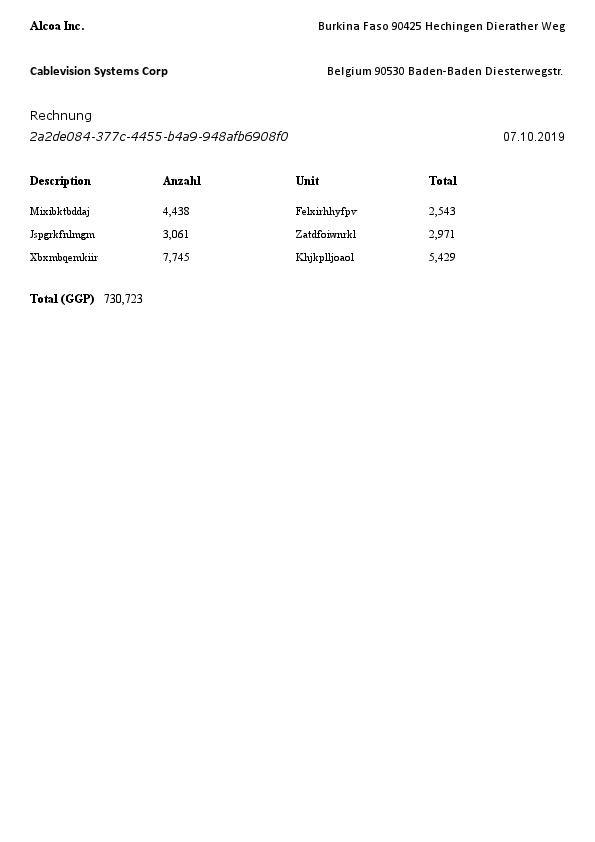 Alcoa Inc. Burkina Faso 90425 Hechingen Dierather Weg
Cablevision Systems Corp Belgium 90530 Baden-Baden Diesterwegstr.
Rechnung
2a2de084-377c-4455-b4a9-948afb6908f0 07.10.2019
Description Anzahl Unit Total
Mixibktbddaj 4,438 Felxirhhyfpv 2,543
Jspgrkfnlmgm 3,061 Zatdfoiwnrkl 2,971
Xbxmbqemkiir 7,745 Khjkplljoaol 5,429
Total (GGP) 730,723